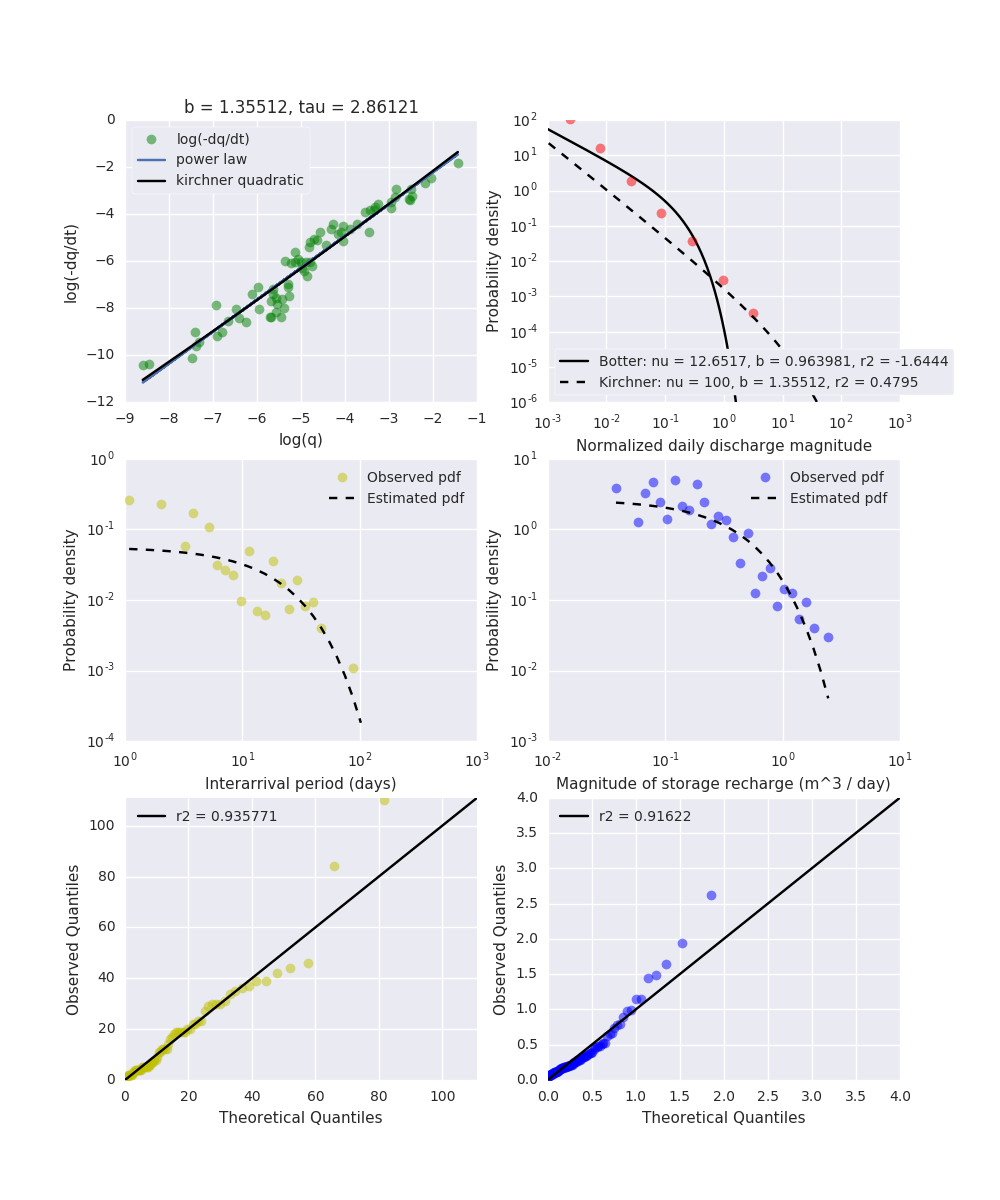 b = 1.35512, tau = 2.86121
0
−2
−4
−6
−8
−10
−12
log(-dq/dt)
log(-dq/dt)
power law
kirchner quadratic
−9 −8 −7 −6 −5 −4 −3 −2 −1
log(q)
10^2
10^1
10^0
10^-1
10^-2
10^-3
10^-4
10^-5
10^-6
Probability density
Botter: nu = 12.6517, b = 0.963981, r2 = -1.6444
Kirchner: nu = 100, b = 1.35512, r2 = 0.4795
10^-3 10^-2 10^-1 10^0 10^1 10^2 10^3
Normalized daily discharge magnitude
10^0
10^-1
10^-2
10^-3
10^-4
Probability density
Observed pdf
Estimated pdf
10^0 10^1 10^2 10^3
Interarrival period (days)
10^1
10^0
10^-1
10^-2
10^-3
Probability density
Observed pdf
Estimated pdf
10^-2 10^-1 10^0 10^1
Magnitude of storage recharge (m^3 / day)
100
80
60
40
20
0
Observed Quantiles
r2 = 0.935771
0 20 40 60 80 100
Theoretical Quantiles
4.0
3.5
3.0
2.5
2.0
1.5
1.0
0.5
0.0
Observed Quantiles
r2 = 0.91622
0.0 0.5 1.0 1.5 2.0 2.5 3.0 3.5 4.0
Theoretical Quantiles